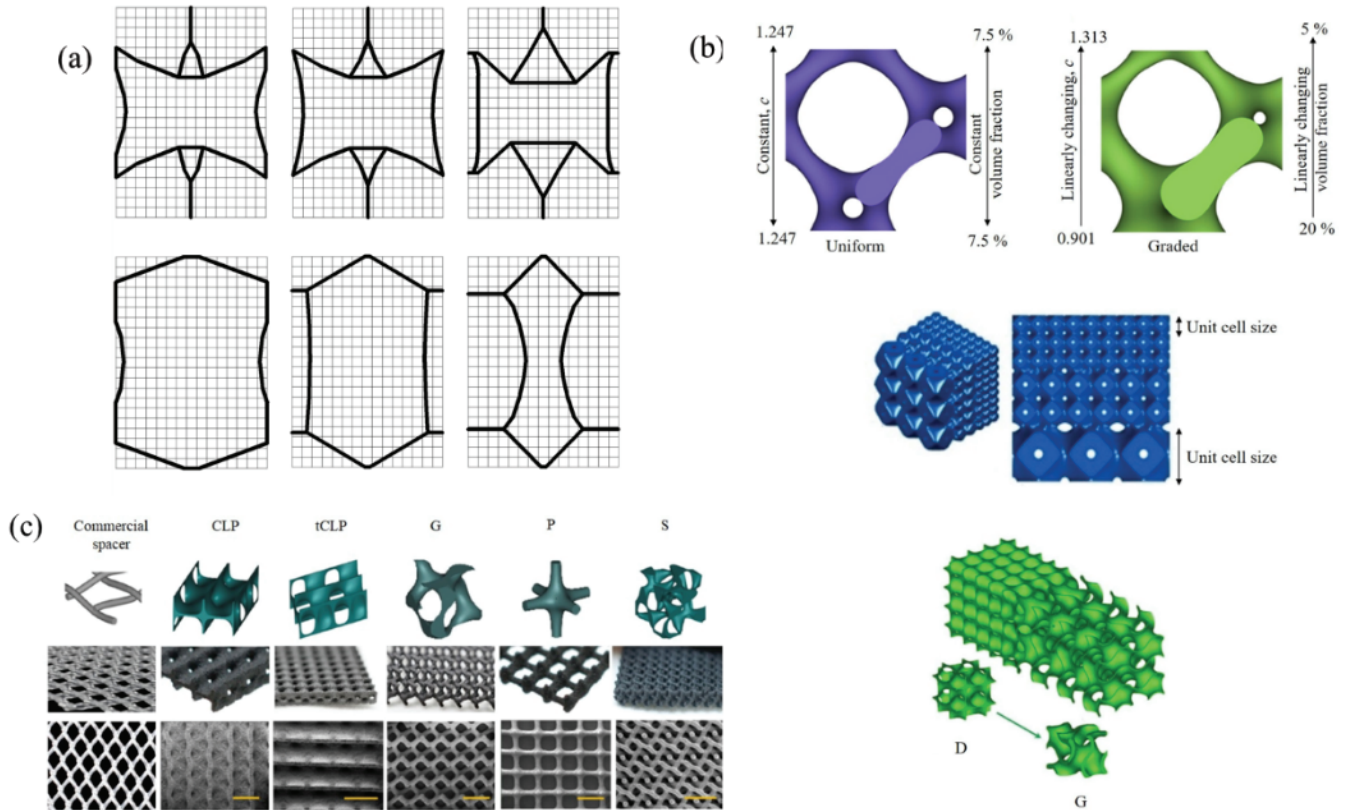 (a)
(b)
1.247
Constant, c
1.247
Uniform
7.5 %
Constant
volume fraction
7.5 %
1.313
Linearly changing, c
0.901
Graded
5 %
Linearly changing
volume fraction
20 %
Unit cell size
Unit cell size
(c)
Commercial
spacer
CLP
tCLP
G
P
S
D
G